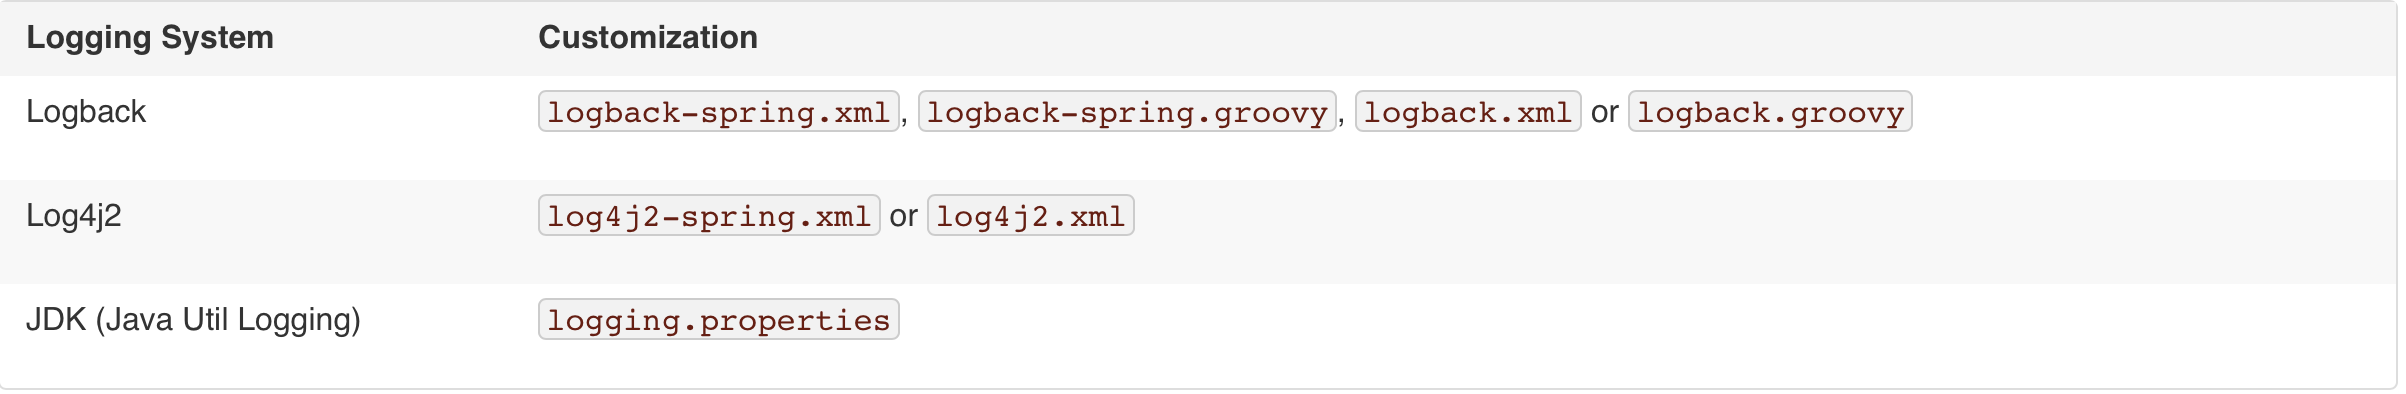 Logging System Customization
Logback logback-spring.xml, logback-spring.groovy, logback.xml or logback.groovy
Log4j2 log4j2-spring.xml or log4j2.xml
JDK (Java Util Logging) logging.properties